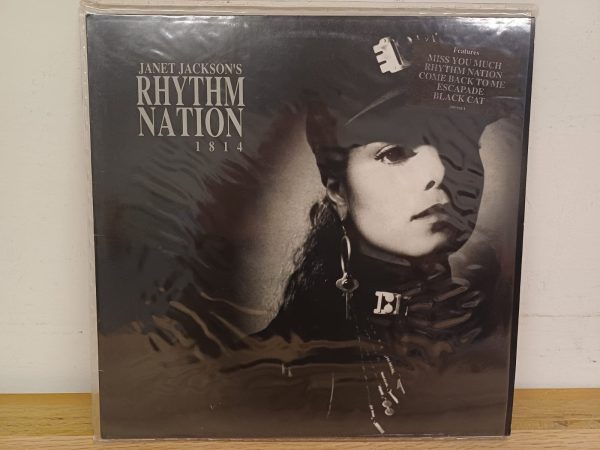 JANET JACKSON'S
RHYTHM
NATION
1814
Features
MISS YOU MUCH
RHYTHM NATION
COME BACK TO ME
ESCAPADE
BLACK CAT